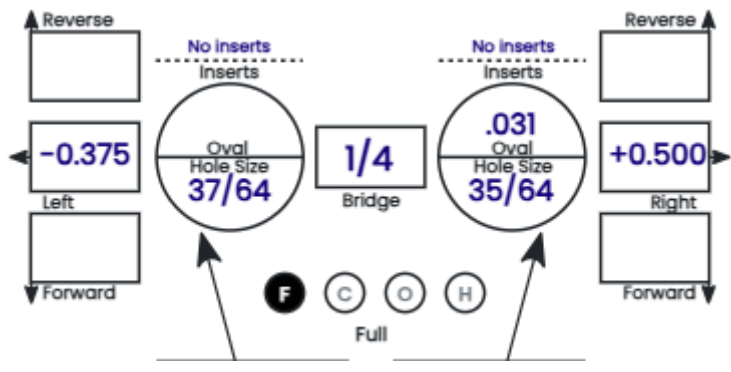 Reverse
Reverse
No inserts
No inserts
Inserts
Inserts
.031
-0.375
Oval
Hole Size
37/64
1/4
Oval
Hole Size
35/64
+0.500
Left
Bridge
Right
Forward
F
C
O
H
Forward
Full